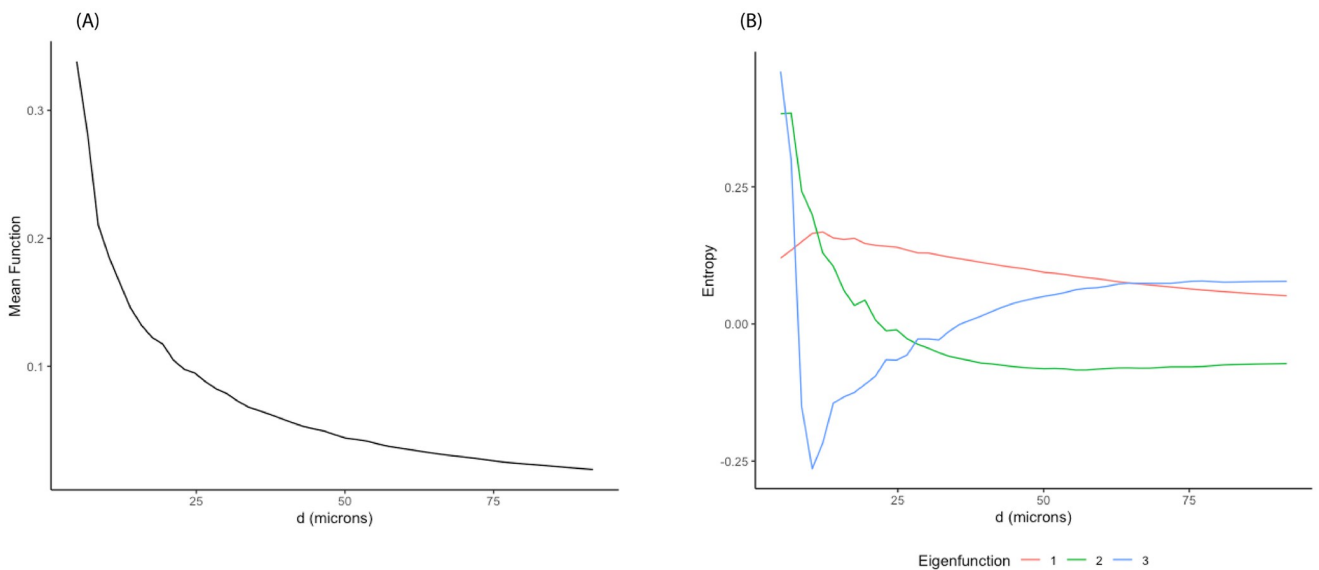 (A)
0.3
0.2
0.1
Mean Function
25
50
75
d (microns)
(B)
0.25
0.00
-0.25
Entropy
25
50
75
d (microns)
Eigenfunction 1 2 3